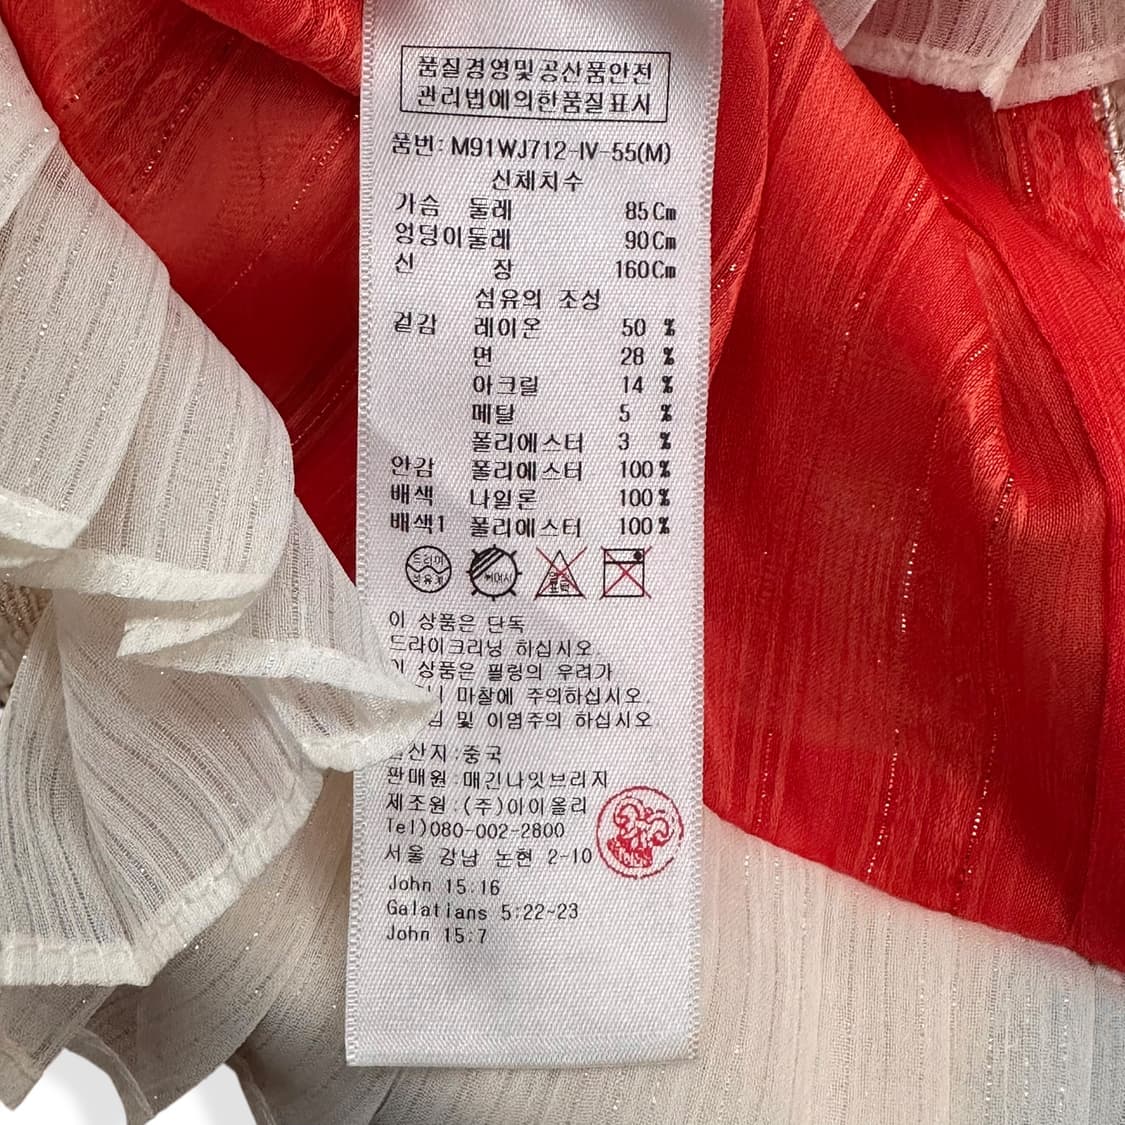 품질경영및공산품안전
관리법에의한품질표시
품번: M91WJ712-IV-55(M)
신체치수
가슴 둘레 85Cm
엉덩이둘레 90Cm
신 장 160Cm
섬유의 조성
겉감 레이온 50 %
면 28 %
아크릴 14 %
메탈 5 %
폴리에스터 3 %
안감 폴리에스터 100%
배색 나일론 100%
배색1 폴리에스터 100%
드라이
석유계
이 상품은 단독
드라이크리닝 하십시오
상품은 필링의 우려가
마찰에 주의하십시오.
및 이염주의 하십시오
산지:중국
판매원:매긴나잇브리지
제조원:(주)아이올리
Tel)080-002-2800
서울 강남 논현 2-10
John 15:16
Galatians 5:22~23
John 15:7